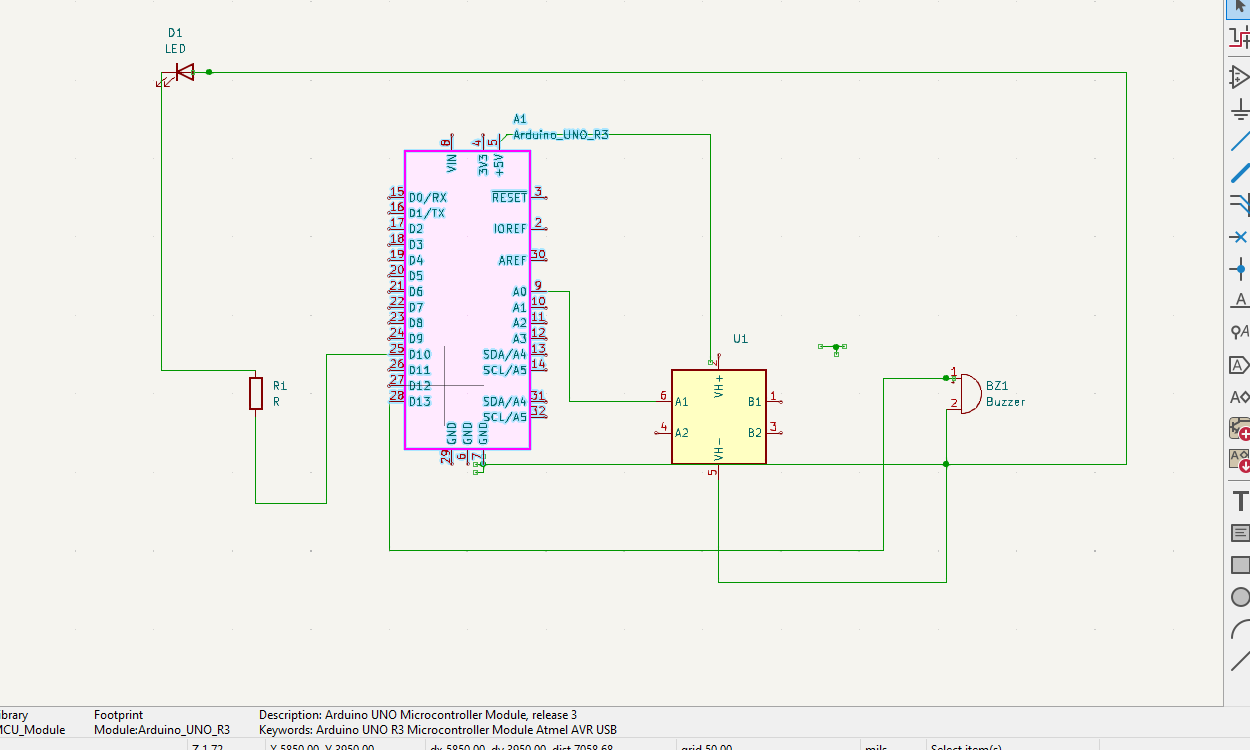 D1
LED
A1
Arduino_UNO_R3
8
4
5
VIN
3V3
+5V
15 D0/RX
RESET 3
16 D1/TX
17 D2
IOREF 2
18 D3
19 D4
AREF 30
20 D5
21 D6
A0 9
22 D7
A1 10
23 D8
A2 11
24 D9
A3 12
25 D10
SDA/A4 13
26 D11
SCL/A5 14
27 D12
28 D13
SDA/A4 31
SCL/A5 32
GND
GND
GND
29
6
7
R1
R
U1
VH+
6 A1
B1 1
4 A2
B2 3
VH-
5
1
BZ1
2
Buzzer
A
A
A
A
T
ibrary
Footprint
Description: Arduino UNO Microcontroller Module, release 3
MCU_Module
Module:Arduino_UNO_R3
Keywords: Arduino UNO R3 Microcontroller Module Atmel AVR USB
Z 1.72
X 5850.00 Y 3950.00
dx 5850.00 dy 3950.00 dist 7058.68
grid 50.00
mils
Select item(s)